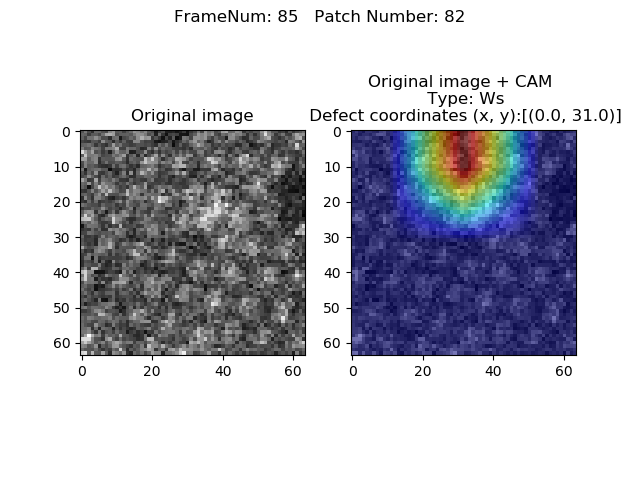 FrameNum: 85   Patch Number: 82
Original image
Original image + CAM
Type: Ws
Defect coordinates (x, y):[(0.0, 31.0)]
0
10
20
30
40
50
60
0 20 40 60
0
10
20
30
40
50
60
0 20 40 60